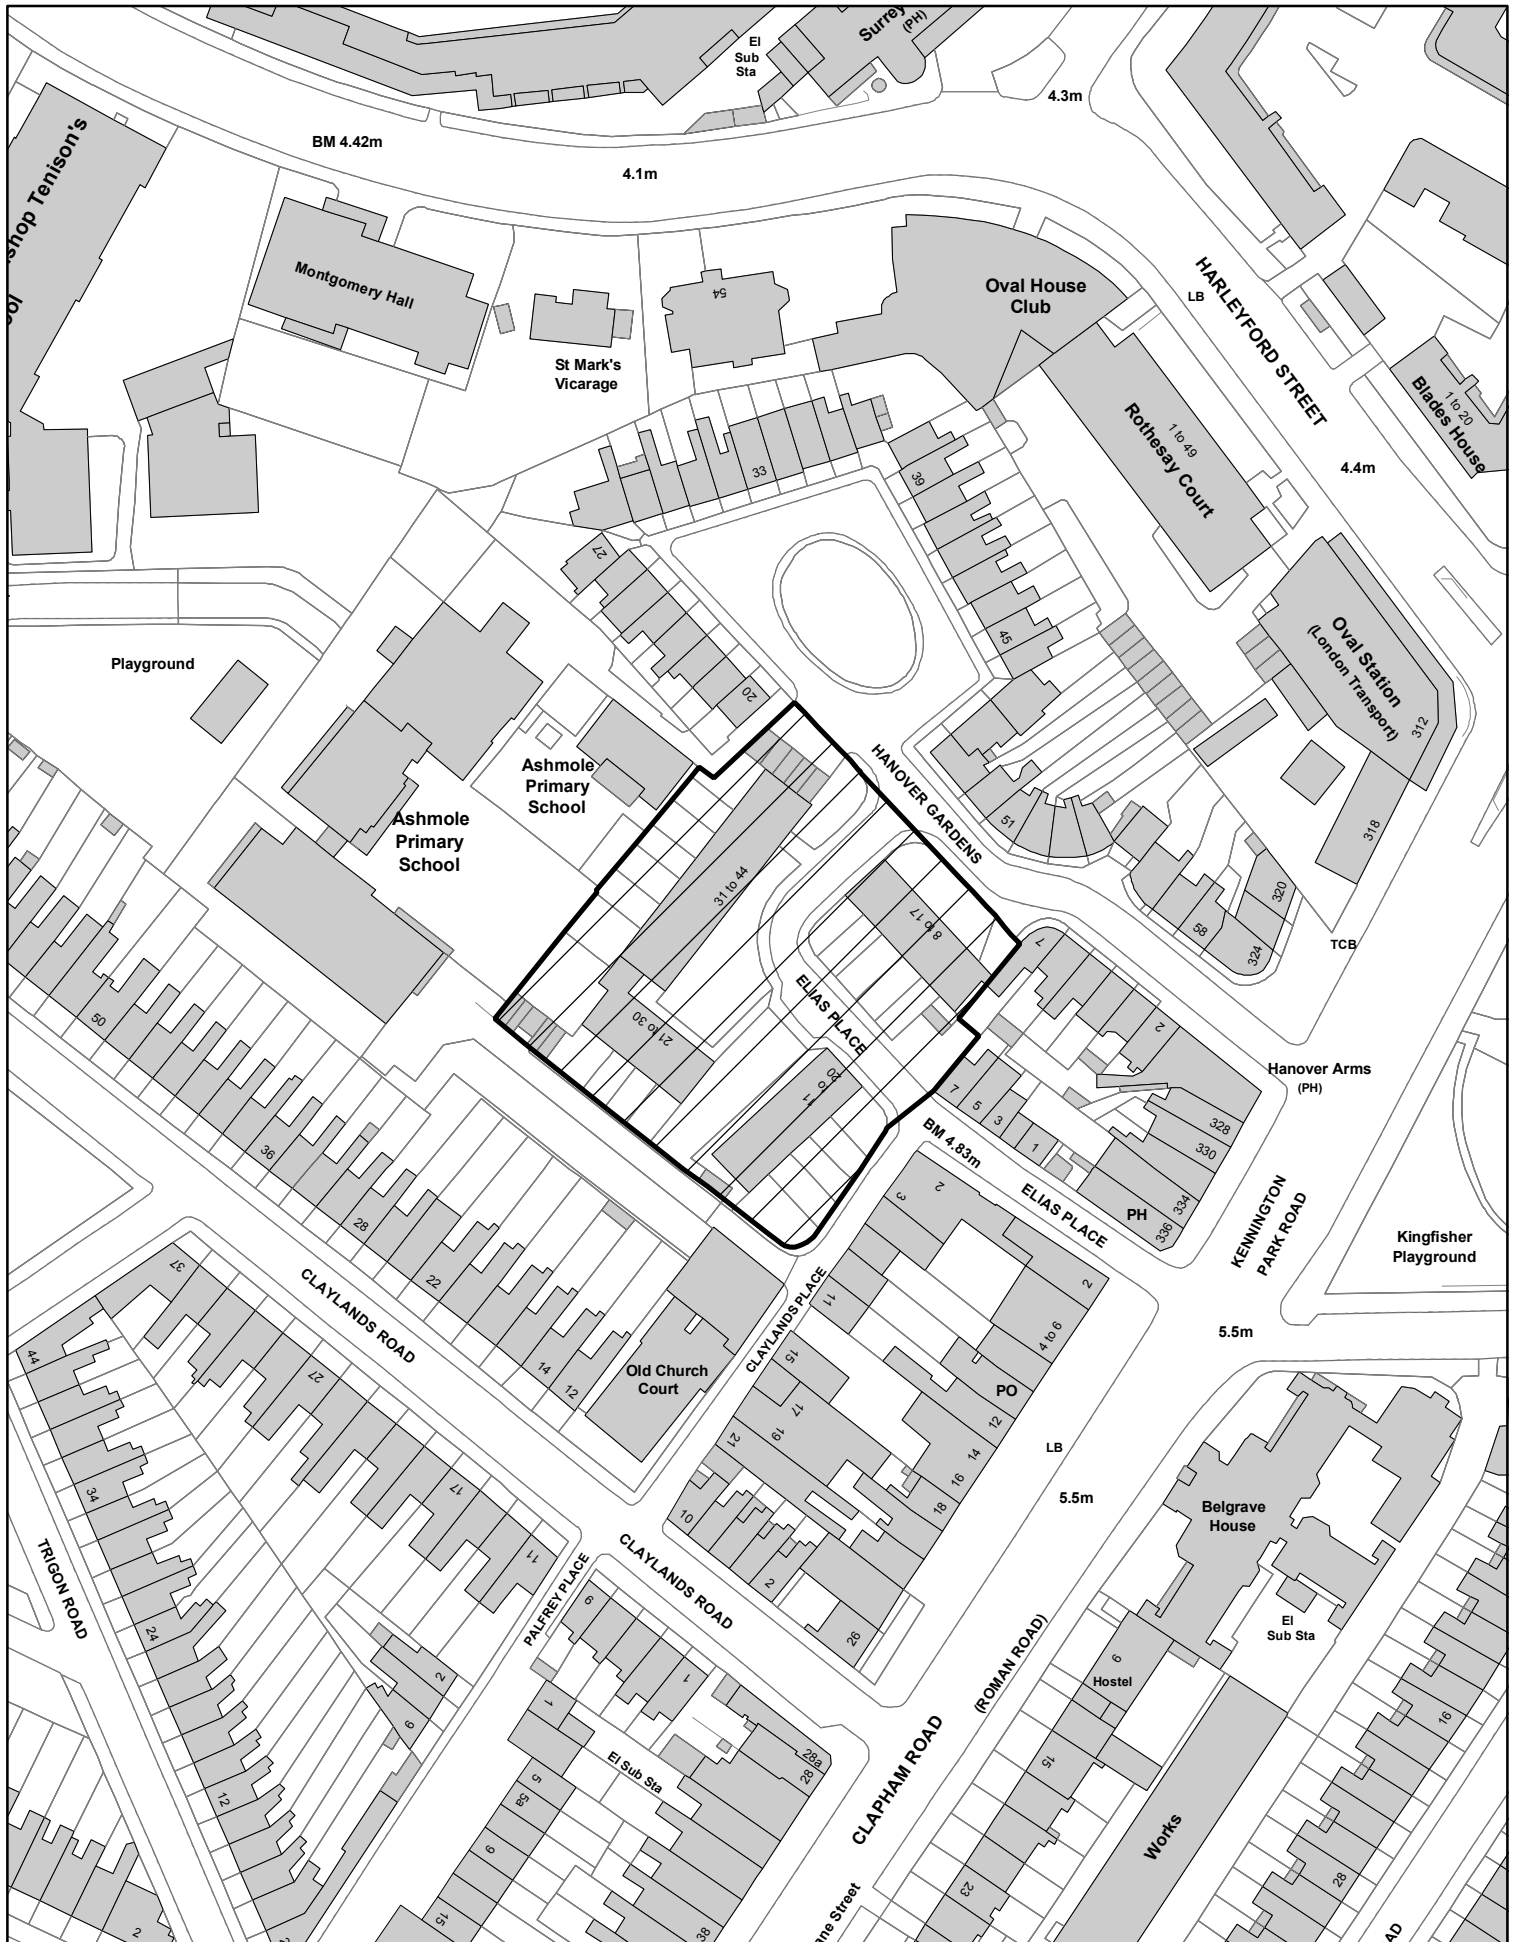 Surrey
(PH)
El
Sub
Sta
4.3m
BM 4.42m
4.1m
shop Tenison's
ool
Montgomery Hall
54
Oval House
Club
LB
HARLEYFORD STREET
St Mark's
Vicarage
1 to 20
Blades House
1 to 49
Rothesay Court
4.4m
33
39
27
45
Oval Station
(London Transport)
312
Playground
20
HANOVER GARDENS
Ashmole
Primary
School
Ashmole
Primary
School
51
318
31 to 44
8 to 17
320
58
324
TCB
7
2
ELIAS PLACE
21 to 30
11 to 20
50
Hanover Arms
(PH)
7
5
3
1
328
330
334
336
PH
BM 4.83m
ELIAS PLACE
KENNINGTON
PARK ROAD
Kingfisher
Playground
36
28
22
14
12
3
2
2
11
4 to 6
5.5m
37
CLAYLANDS ROAD
CLAYLANDS PLACE
Old Church
Court
15
17
19
21
PO
12
14
16
18
LB
5.5m
44
27
17
11
34
24
12
TRIGON ROAD
10
2
26
CLAYLANDS ROAD
PALFREY PLACE
9
1
Belgrave
House
El
Sub Sta
2
6
1
El Sub Sta
28a
28
5
5a
9
15
38
6
Hostel
(ROMAN ROAD)
CLAPHAM ROAD
15
23
Works
16
28
2
ane Street
AD